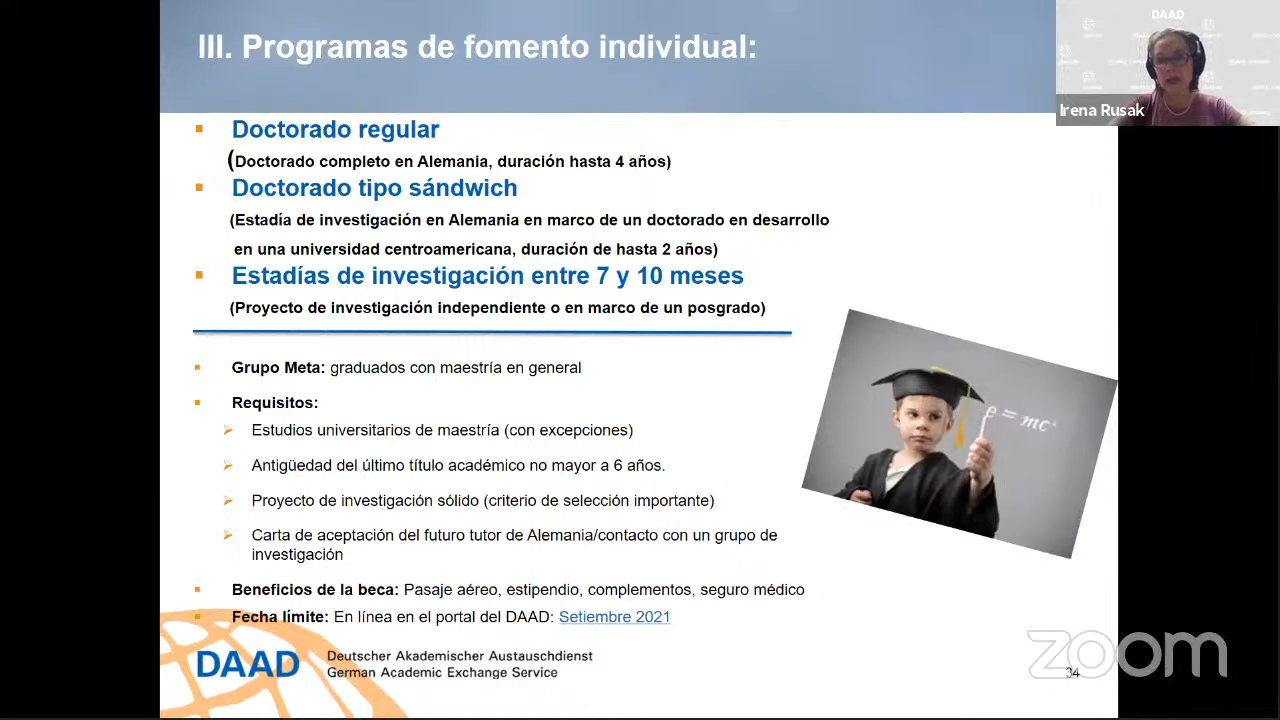 III. Programas de fomento individual:
DAAD
Irena Rusak
Doctorado regular
(Doctorado completo en Alemania, duración hasta 4 años)
Doctorado tipo sándwich
(Estadía de investigación en Alemania en marco de un doctorado en desarrollo
en una universidad centroamericana, duración de hasta 2 años)
Estadías de investigación entre 7 y 10 meses
(Proyecto de investigación independiente o en marco de un posgrado)
Grupo Meta: graduados con maestría en general
Requisitos:
Estudios universitarios de maestría (con excepciones)
Antigüedad del último título académico no mayor a 6 años.
Proyecto de investigación sólido (criterio de selección importante)
Carta de aceptación del futuro tutor de Alemania/contacto con un grupo de
investigación
e = mc²
Beneficios de la beca: Pasaje aéreo, estipendio, complementos, seguro médico
Fecha límite: En línea en el portal del DAAD: Setiembre 2021
DAAD
Deutscher Akademischer Austauschdienst
German Academic Exchange Service
zoom
34